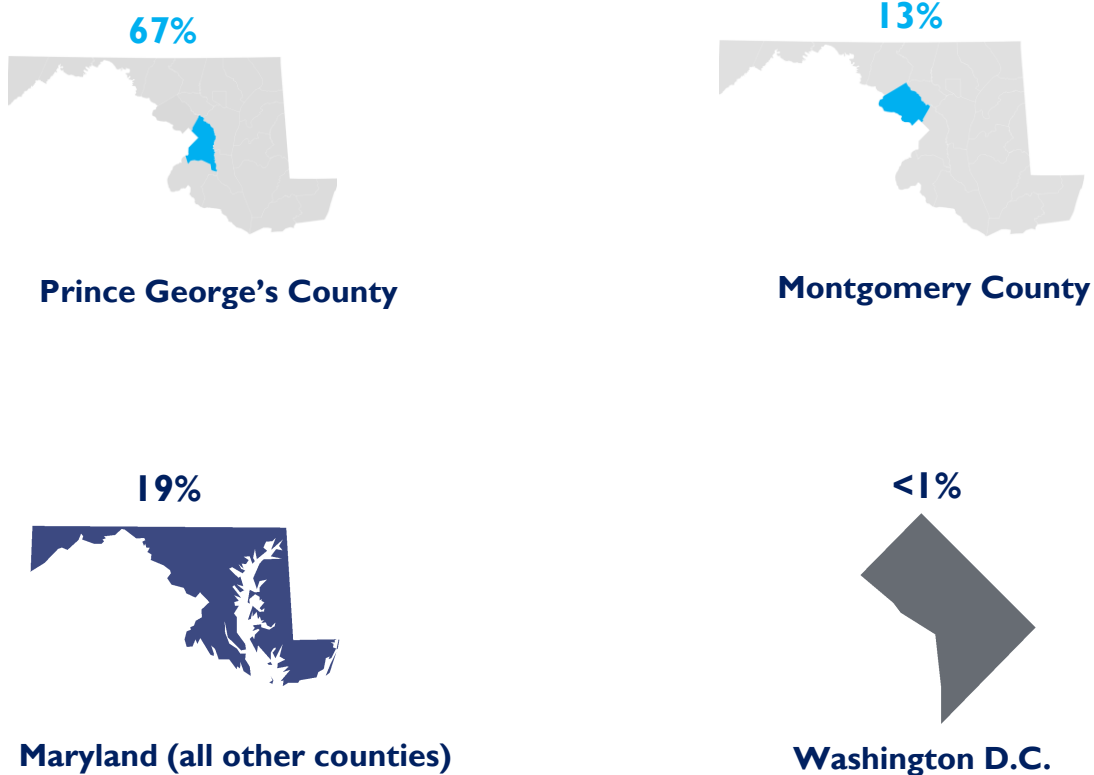 67%
13%
Prince George’s County
Montgomery County
19%
<1%
Maryland (all other counties)
Washington D.C.